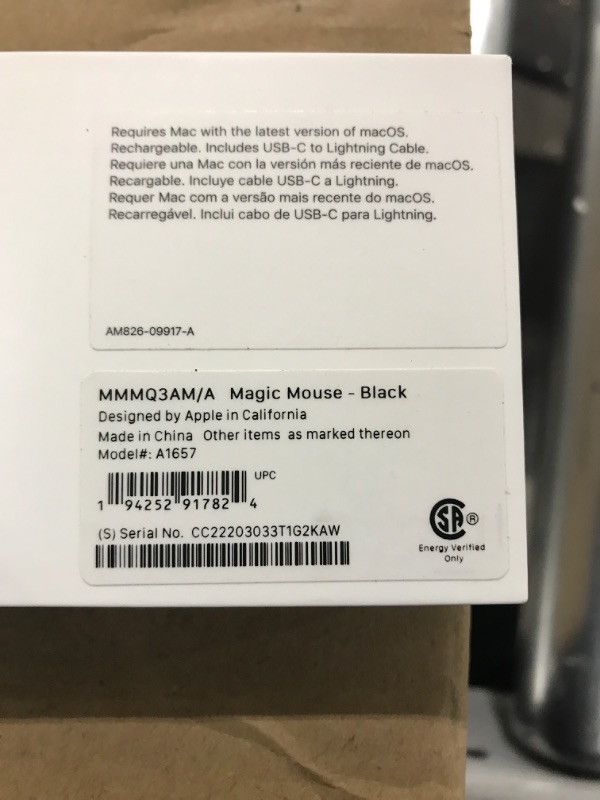 Requires Mac with the latest version of macOS.
Rechargeable. Includes USB-C to Lightning Cable.
Requiere una Mac con la versión más reciente de macOS.
Recargable. Incluye cable USB-C a Lightning.
Requer Mac com a versão mais recente do macOS.
Recarregável. Inclui cabo de USB-C para Lightning.
AM826-09917-A
MMMQ3AM/A Magic Mouse - Black
Designed by Apple in California
Made in China Other items as marked thereon
Model#: A1657
UPC
1 94252 91782 4
(S) Serial No. CC22203033T1G2KAW
SA ®
Energy Verified
Only